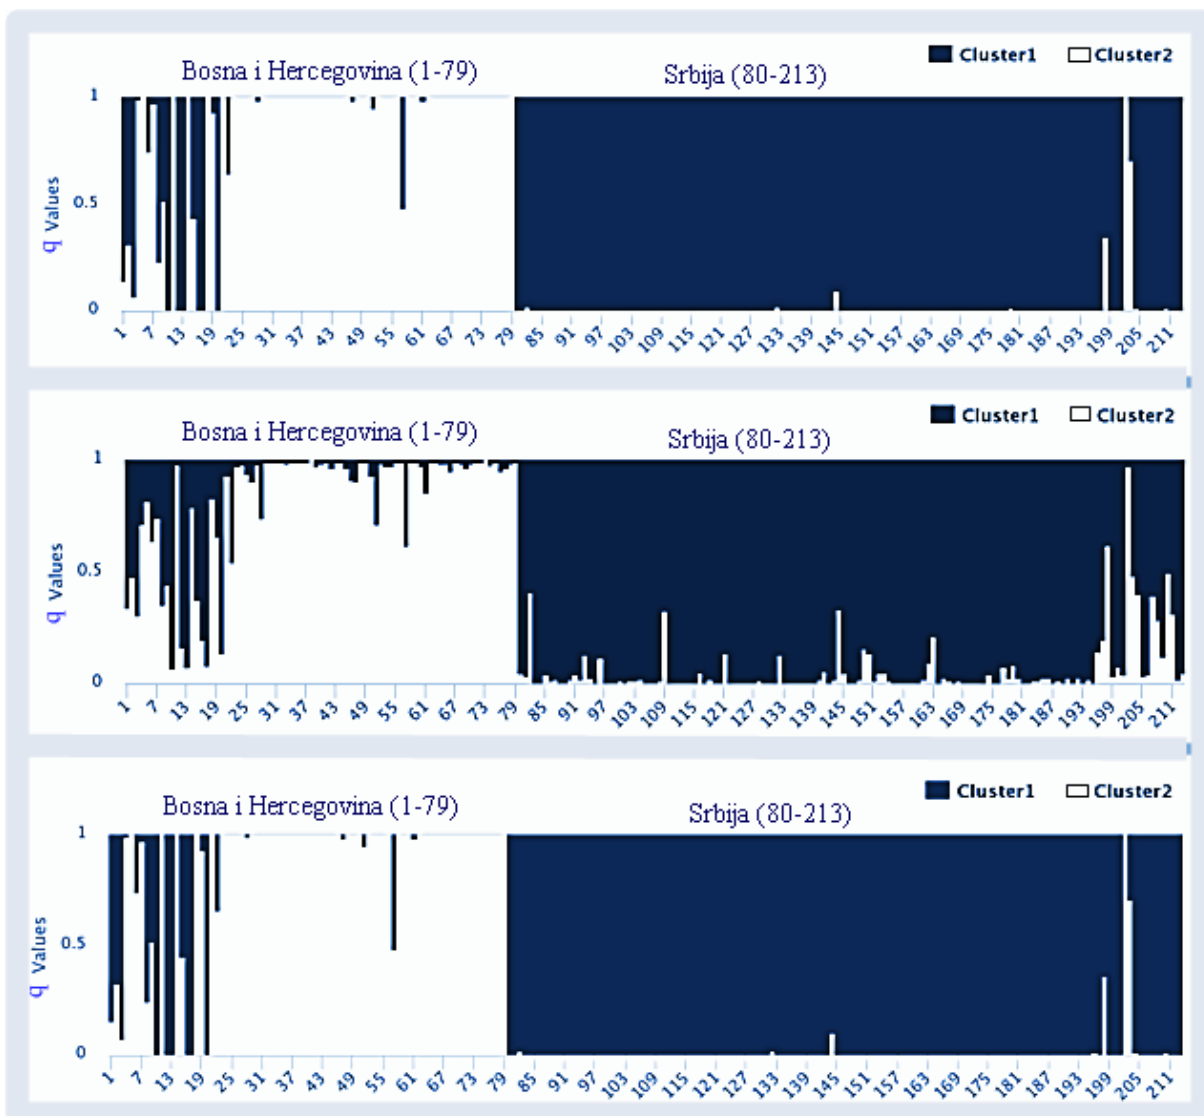 Cluster1 Cluster2
Bosna i Hercegovina (1-79) Srbija (80-213)
1
0.5
0
q Values
1 7 13 19 25 31 37 43 49 55 61 67 73 79 85 91 97 103 109 115 121 127 133 139 145 151 157 163 169 175 181 187 193 199 205 211
Cluster1 Cluster2
Bosna i Hercegovina (1-79) Srbija (80-213)
1
0.5
0
q Values
1 7 13 19 25 31 37 43 49 55 61 67 73 79 85 91 97 103 109 115 121 127 133 139 145 151 157 163 169 175 181 187 193 199 205 211
Cluster1 Cluster2
Bosna i Hercegovina (1-79) Srbija (80-213)
1
0.5
0
q Values
1 7 13 19 25 31 37 43 49 55 61 67 73 79 85 91 97 103 109 115 121 127 133 139 145 151 157 163 169 175 181 187 193 199 205 211